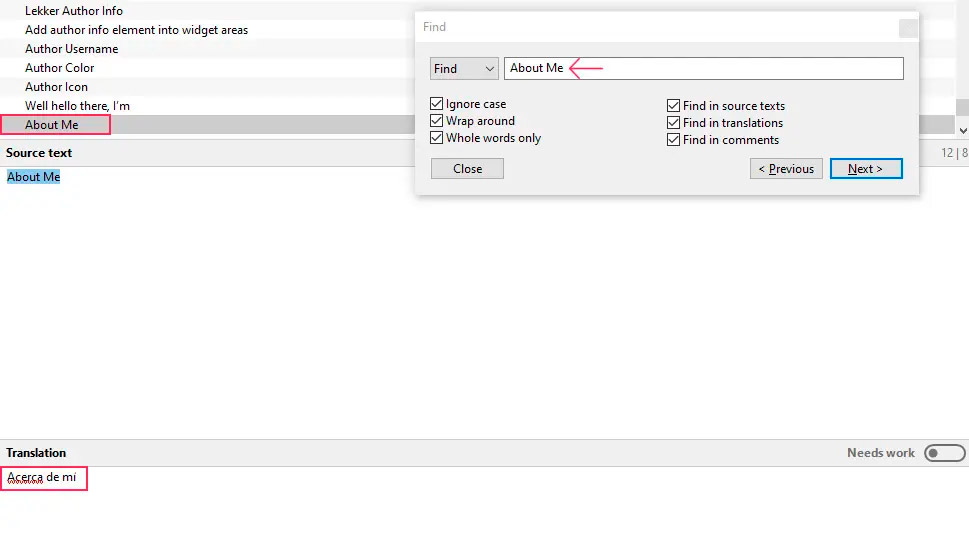 Lekker Author Info
Add author info element into widget areas
Author Username
Author Color
Author Icon
Well hello there, I’m
About Me
Find
Find About Me
Ignore case
Wrap around
Whole words only
Find in source texts
Find in translations
Find in comments
Close
< Previous
Next >
Source text
12 | 8
About Me
Translation
Needs work
Acerca de mí